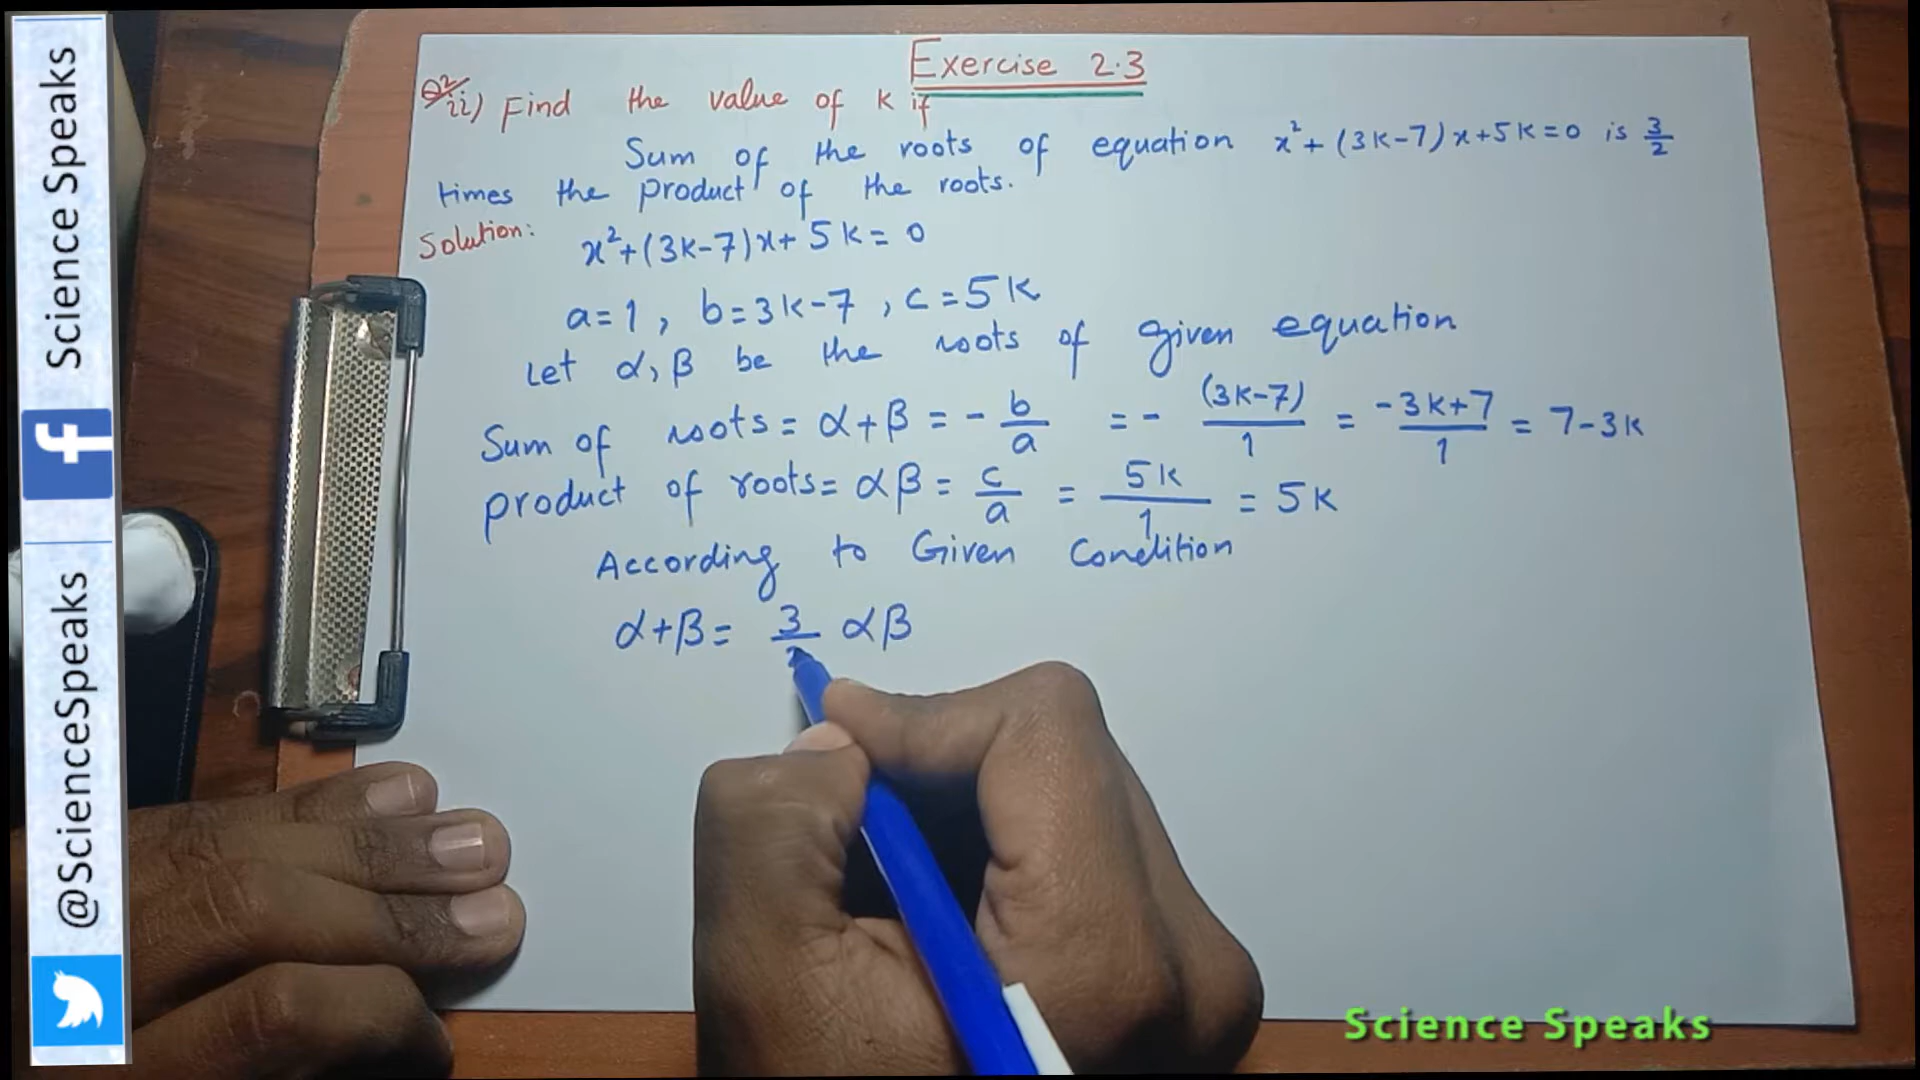 Exercise 2.3
Q2 ii) Find the value of k if
Sum of the roots of equation x²+(3k-7)x+5k=0 is 3/2
times the product of the roots.
Solution: x²+(3k-7)x+5k=0
a=1, b=3k-7, c=5k
Let α,β be the roots of given equation
Sum of roots=α+β=-b/a =-(3k-7)/1=-3k+7/1=7-3k
product of roots=αβ=c/a=5k/1=5k
According to Given Condition
α+β=3/2 αβ
Science Speaks
f
@ScienceSpeaks
Science Speaks